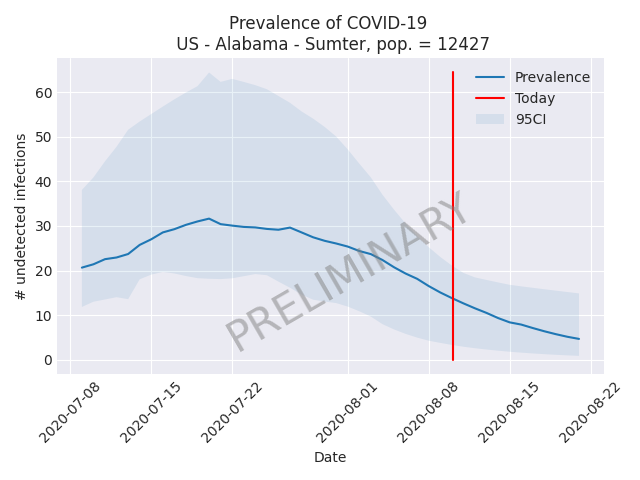 Prevalence of COVID-19
US - Alabama - Sumter, pop. = 12427
Prevalence
Today
95CI
60
50
40
30
20
10
0
# undetected infections
PRELIMINARY
2020-07-08
2020-07-15
2020-07-22
2020-08-01
2020-08-08
2020-08-15
2020-08-22
Date